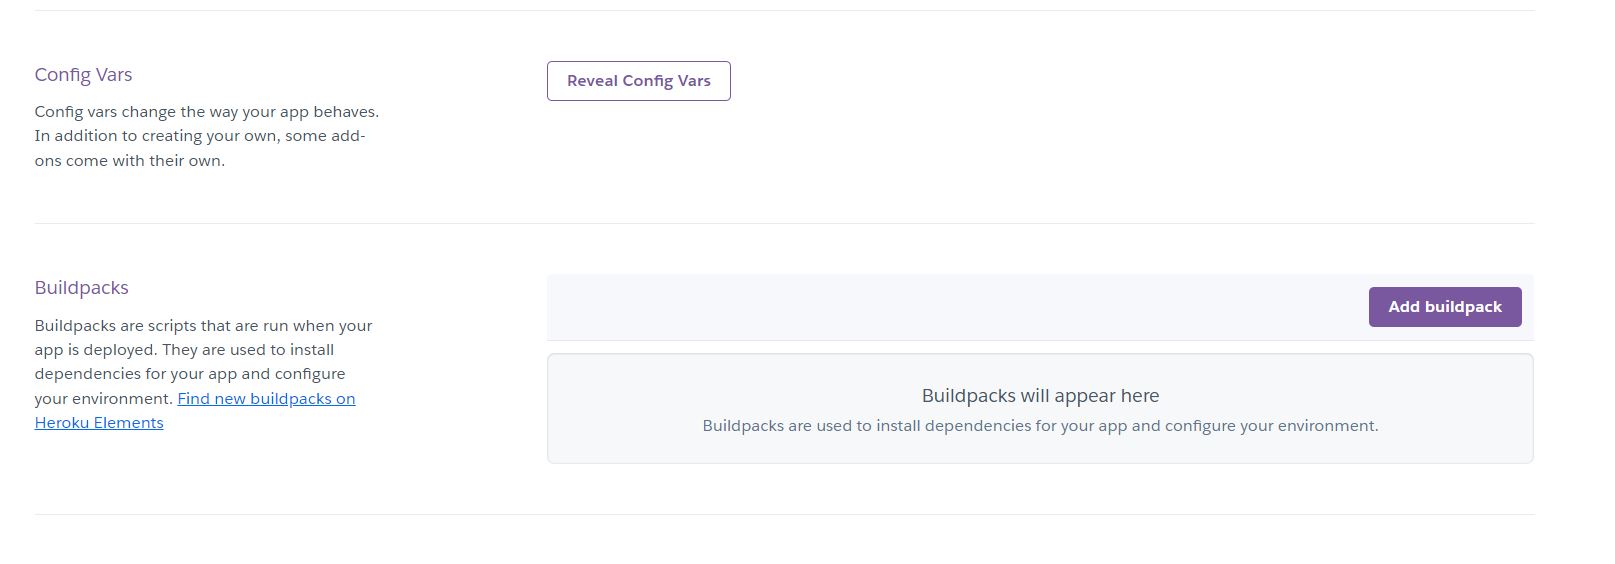 Config Vars
Reveal Config Vars
Config vars change the way your app behaves.
In addition to creating your own, some add-
ons come with their own.
Buildpacks
Add buildpack
Buildpacks are scripts that are run when your
app is deployed. They are used to install
dependencies for your app and configure
your environment. Find new buildpacks on
Heroku Elements
Buildpacks will appear here
Buildpacks are used to install dependencies for your app and configure your environment.